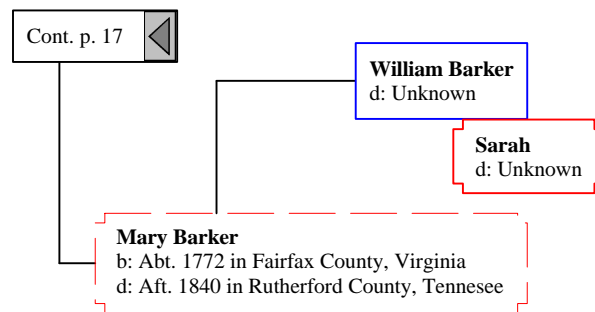 Cont. p. 17
William Barker
d: Unknown
Sarah
d: Unknown
Mary Barker
b: Abt. 1772 in Fairfax County, Virginia
d: Aft. 1840 in Rutherford County, Tennesee